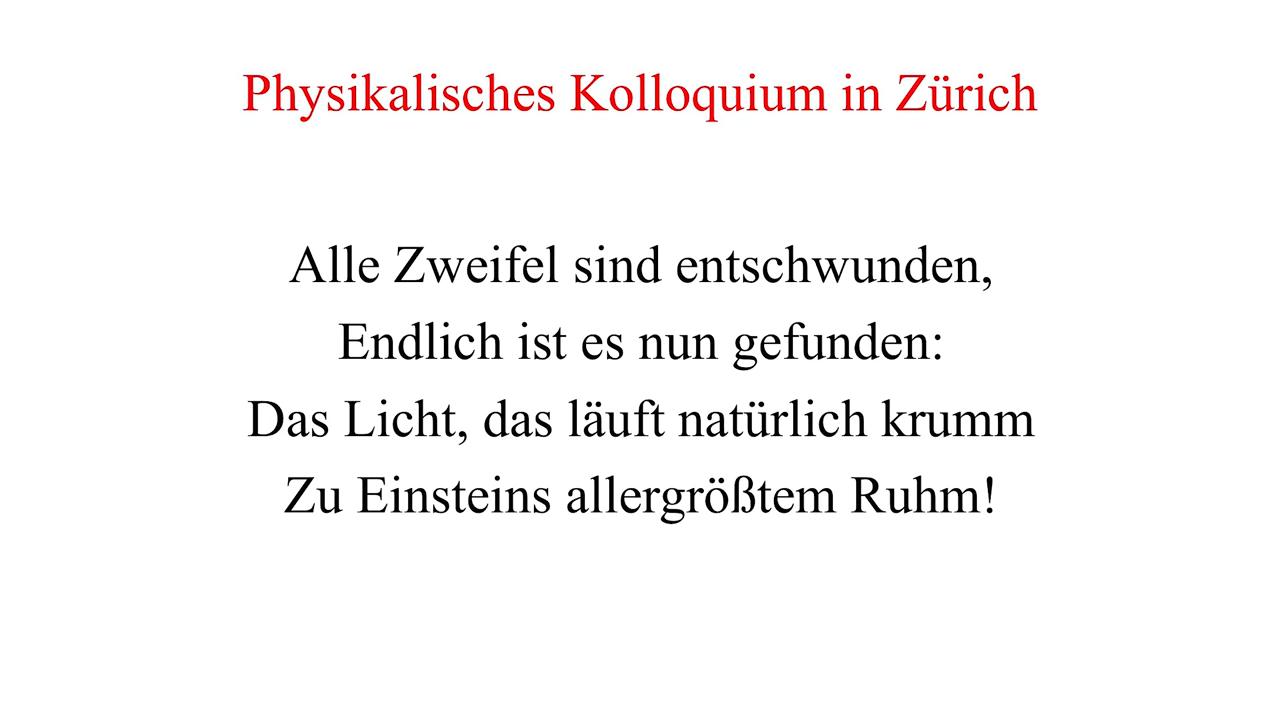 Physikalisches Kolloquium in Zürich
Alle Zweifel sind entschwunden,
Endlich ist es nun gefunden:
Das Licht, das läuft natürlich krumm
Zu Einsteins allergrößtem Ruhm!